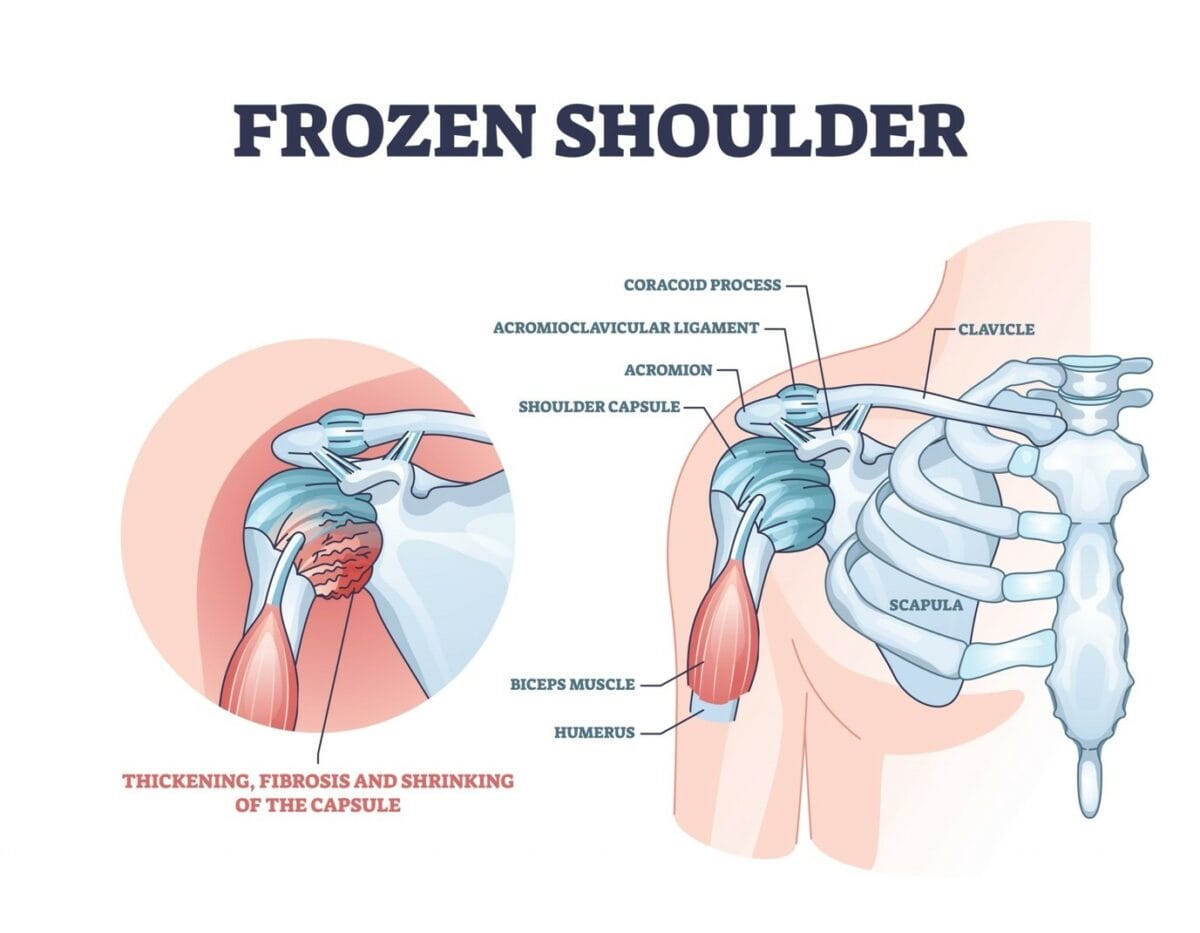 FROZEN SHOULDER
CORACOID PROCESS
ACROMIOCLAVICULAR LIGAMENT
CLAVICLE
ACROMION
SHOULDER CAPSULE
SCAPULA
BICEPS MUSCLE
HUMERUS
THICKENING, FIBROSIS AND SHRINKING
OF THE CAPSULE